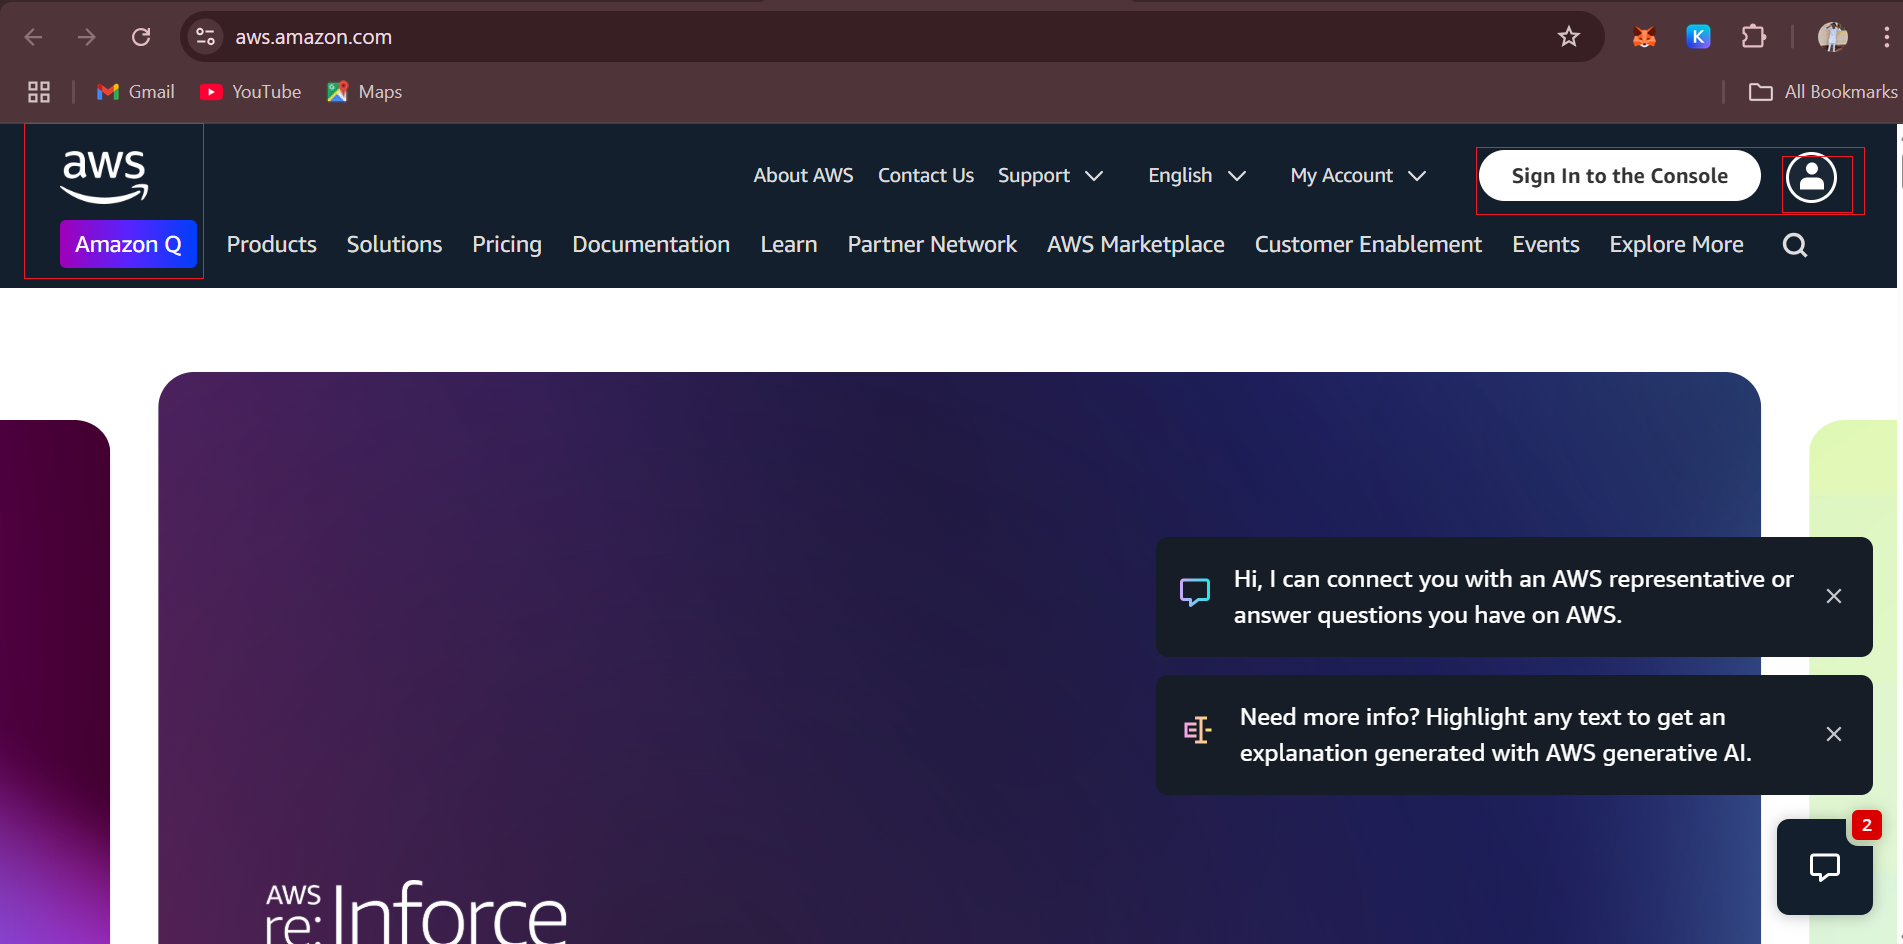 aws.amazon.com
K
Gmail
YouTube
Maps
All Bookmarks
aws
About AWS
Contact Us
Support
English
My Account
Sign In to the Console
Amazon Q
Products
Solutions
Pricing
Documentation
Learn
Partner Network
AWS Marketplace
Customer Enablement
Events
Explore More
Hi, I can connect you with an AWS representative or
answer questions you have on AWS.
Need more info? Highlight any text to get an
explanation generated with AWS generative AI.
2
AWS
re:Inforce